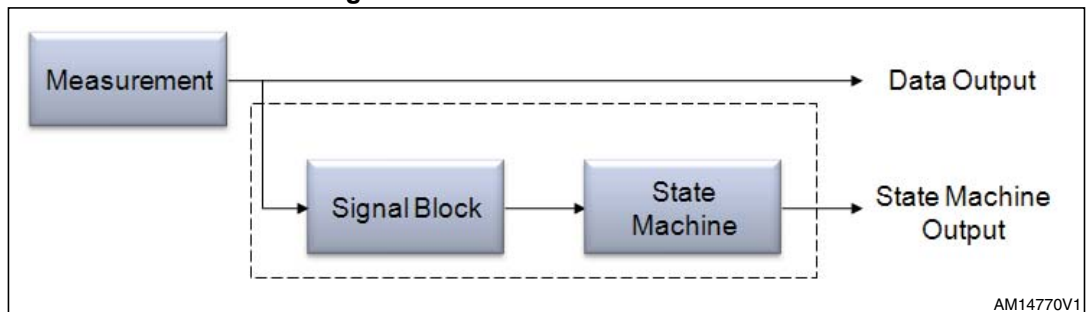 Measurement
Data Output
Signal Block
State
Machine
State Machine
Output
AM14770V1